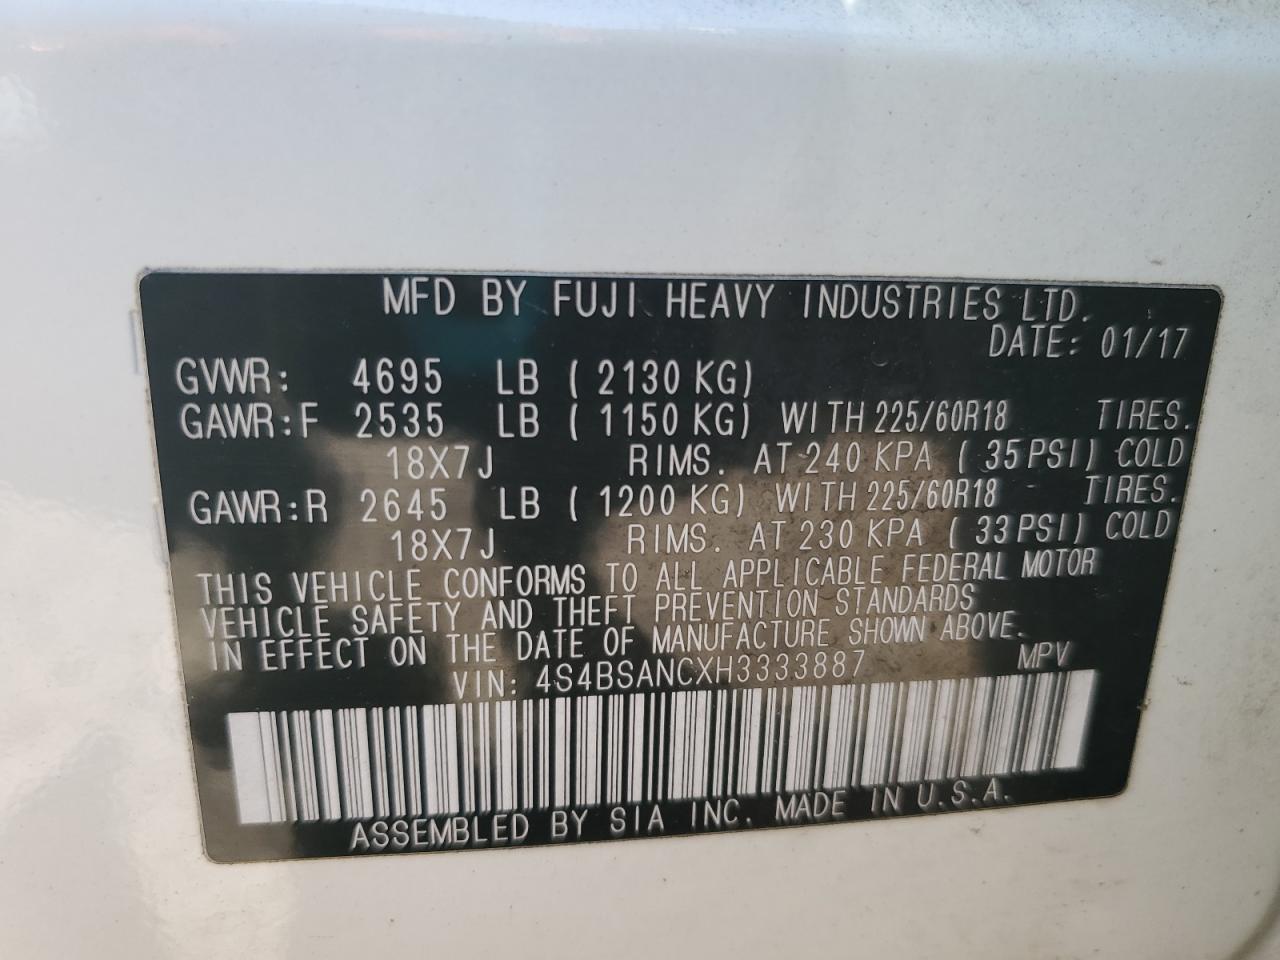 MFD BY FUJI HEAVY INDUSTRIES LTD.
DATE: 01/17
GVWR: 4695 LB ( 2130 KG)
GAWR:F 2535 LB ( 1150 KG) WITH 225/60R18 TIRES.
18X7J RIMS. AT 240 KPA ( 35 PSI) COLD
GAWR:R 2645 LB ( 1200 KG) WITH 225/60R18 TIRES.
18X7J RIMS. AT 230 KPA ( 33 PSI) COLD
THIS VEHICLE CONFORMS TO ALL APPLICABLE FEDERAL MOTOR
VEHICLE SAFETY AND THEFT PREVENTION STANDARDS
IN EFFECT ON THE DATE OF MANUFACTURE SHOWN ABOVE.
VIN: 4S4BSANCXH3333887 MPV
ASSEMBLED BY SIA INC. MADE IN U.S.A.